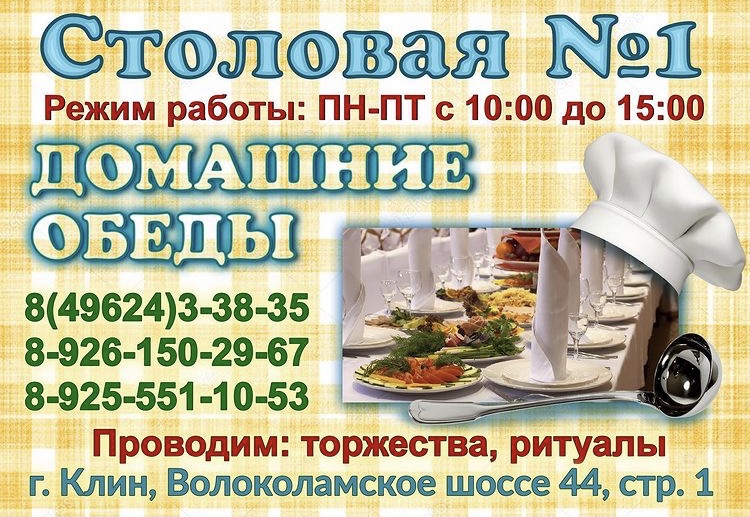 Столовая №1
Режим работы: ПН-ПТ с 10:00 до 15:00
ДОМАШНИЕ
ОБЕДЫ
8(49624)3-38-35
8-926-150-29-67
8-925-551-10-53
Проводим: торжества, ритуалы
г. Клин, Волоколамское шоссе 44, стр. 1